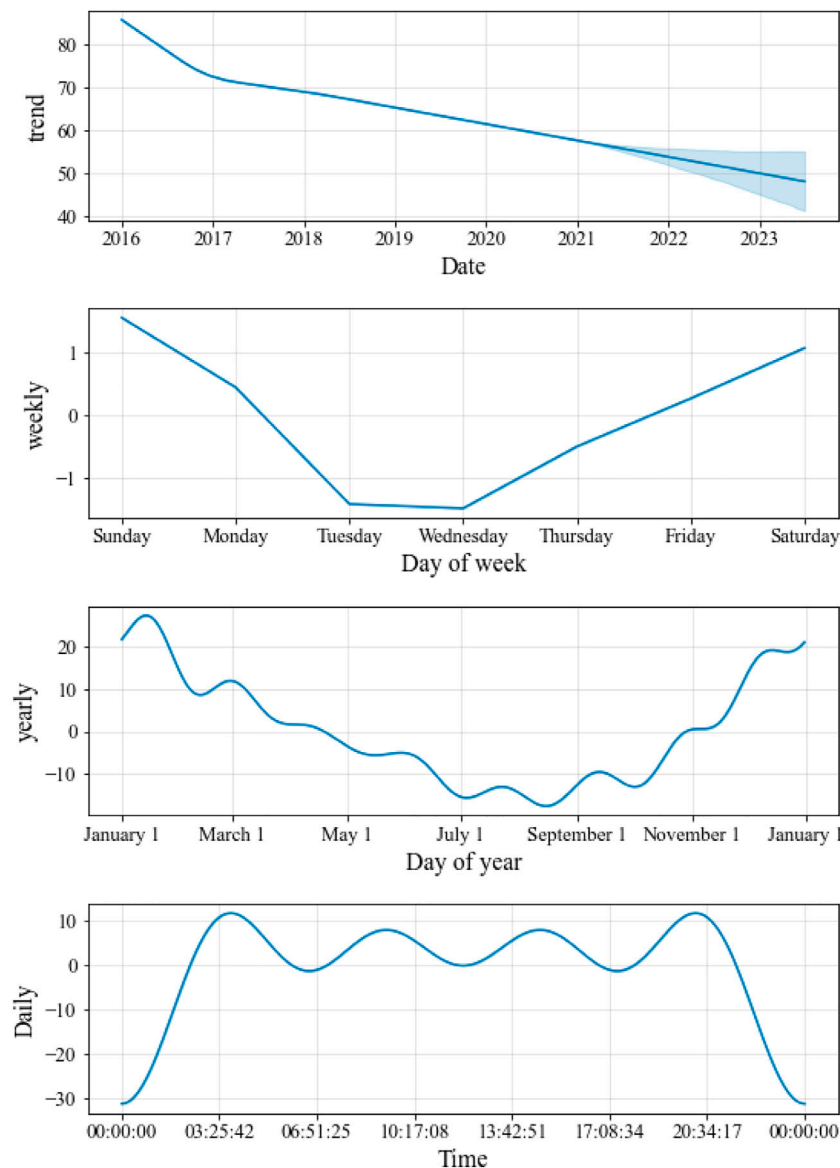 80
70
60
50
40
trend
2016 2017 2018 2019 2020 2021 2022 2023
Date
1
0
−1
weekly
Sunday Monday Tuesday Wednesday Thursday Friday Saturday
Day of week
20
10
0
−10
yearly
January 1 March 1 May 1 July 1 September 1 November 1 January 1
Day of year
10
0
−10
−20
−30
Daily
00:00:00 03:25:42 06:51:25 10:17:08 13:42:51 17:08:34 20:34:17 00:00:00
Time